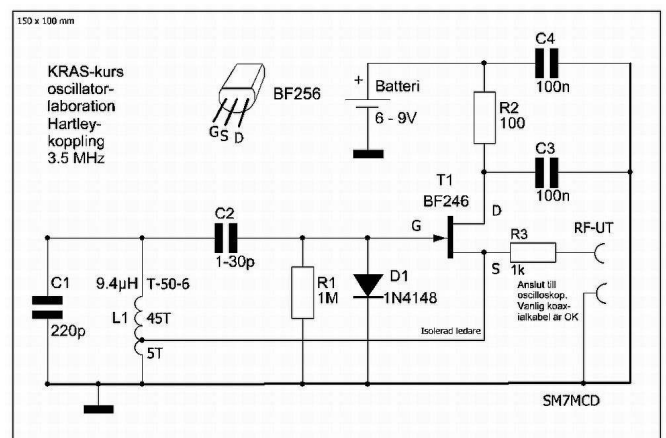 150 x 100 mm
KRAS-kurs
oscillator-
laboration
Hartley-
koppling
3.5 MHz
BF256
GS D
+
Batteri
6 - 9V
C4
100n
R2
100
C3
100n
T1
BF246
D
G
S
C2
1-30p
R3
1k
RF-UT
Anslut till
oscilloskop.
Vanlig koax-
ialkabel är OK
C1
220p
9.4µH T-50-6
L1 45T
5T
R1
1M
D1
1N4148
Isolerad ledare
SM7MCD